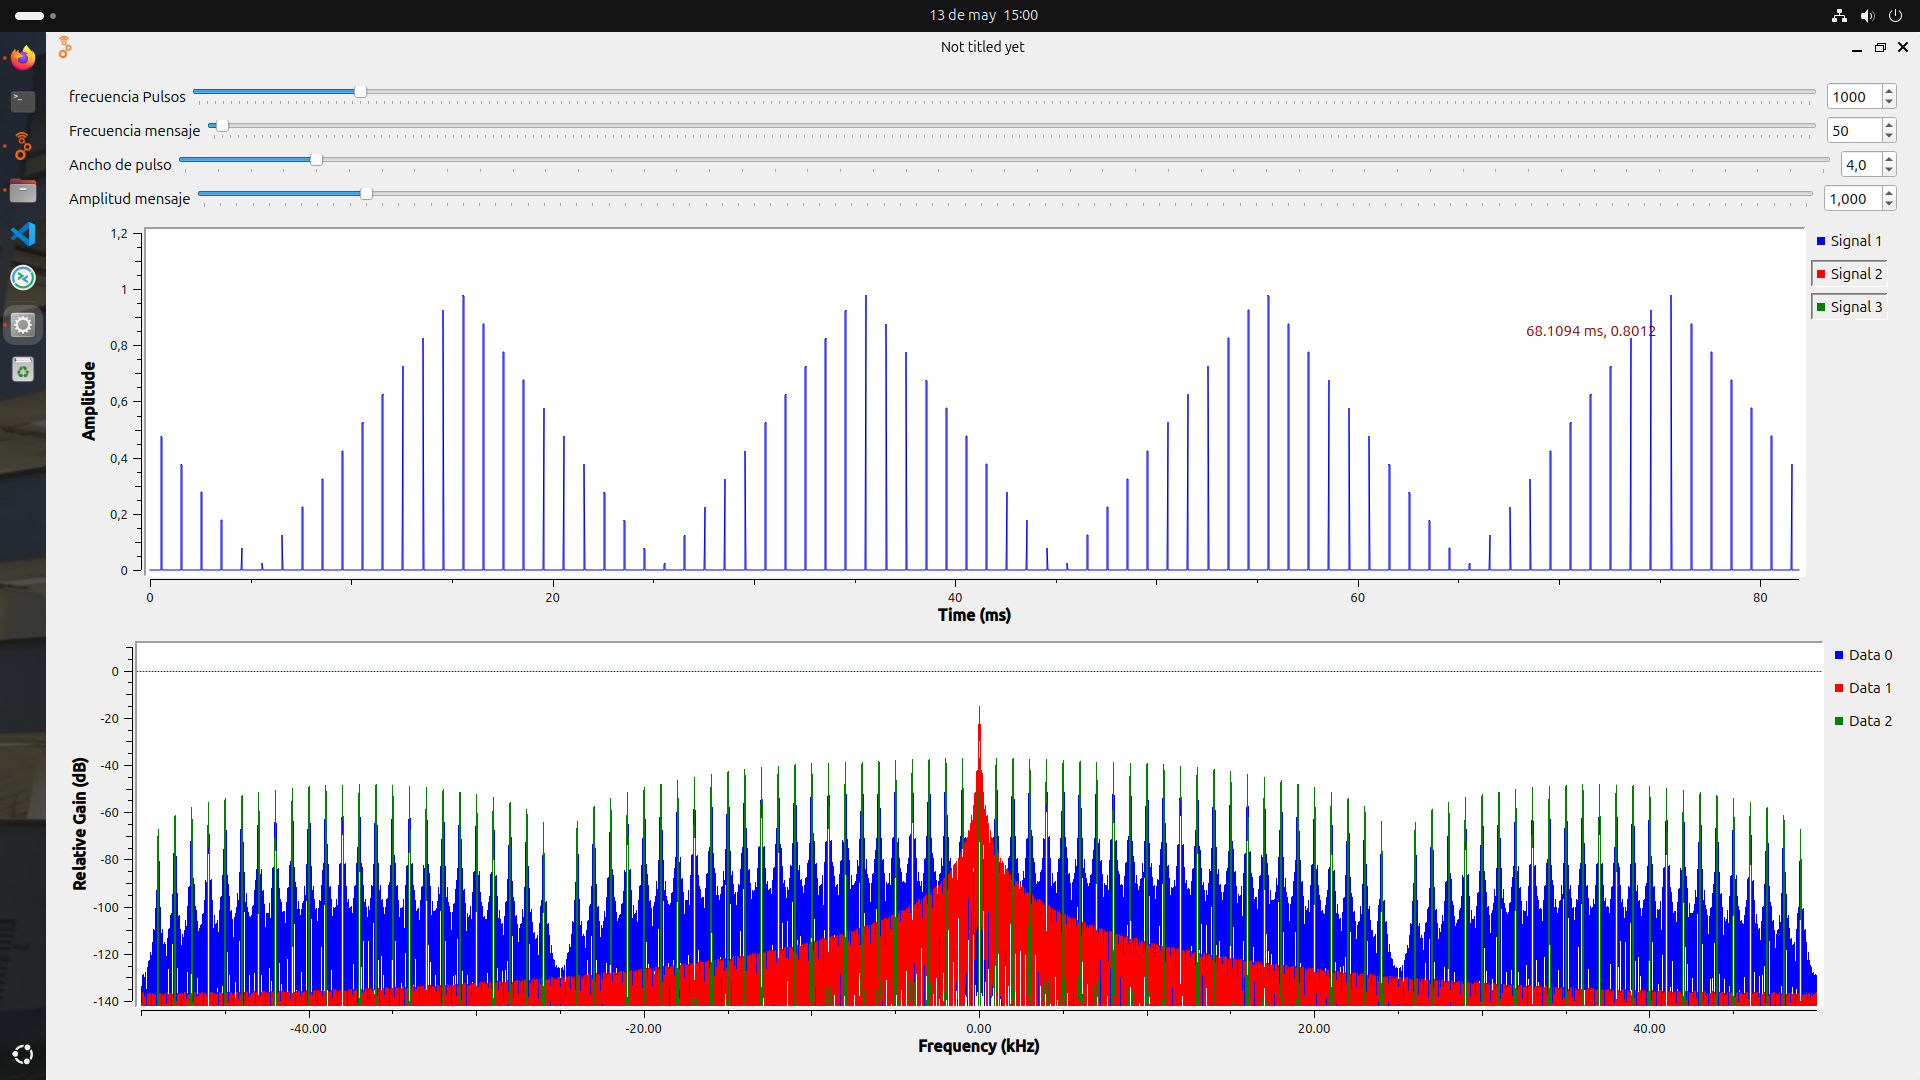 13 de may 15:00
Not titled yet
frecuencia Pulsos 1000
Frecuencia mensaje 50
Ancho de pulso 4,0
Amplitud mensaje 1,000
1,2
1
0,8
0,6
0,4
0,2
0
Amplitude
68.1094 ms, 0.8012
Signal 1
Signal 2
Signal 3
0 20 40 60 80
Time (ms)
0
-20
-40
-60
-80
-100
-120
-140
Relative Gain (dB)
Data 0
Data 1
Data 2
-40.00 -20.00 0.00 20.00 40.00
Frequency (kHz)